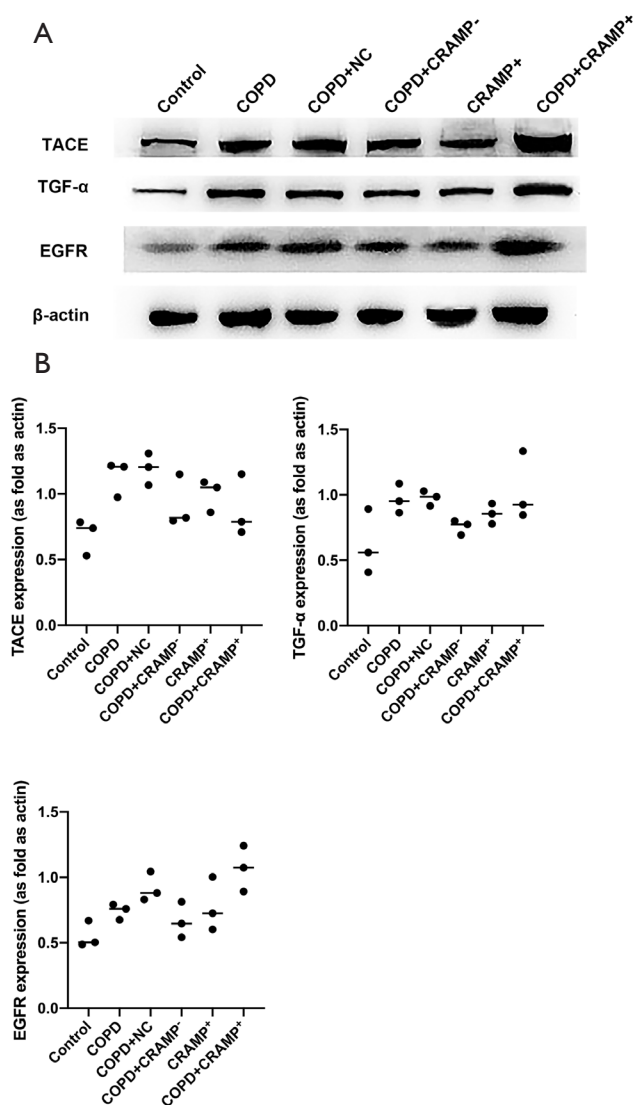 A
Control
COPD
COPD+NC
COPD+CRAMP-
CRAMP+
COPD+CRAMP+
TACE
TGF-α
EGFR
β-actin
B
TACE expression (as fold as actin)
1.5
1.0
0.5
0.0
Control
COPD
COPD+NC
COPD+CRAMP-
CRAMP+
COPD+CRAMP+
TGF-α expression (as fold as actin)
1.5
1.0
0.5
0.0
Control
COPD
COPD+NC
COPD+CRAMP-
CRAMP+
COPD+CRAMP+
EGFR expression (as fold as actin)
1.5
1.0
0.5
0.0
Control
COPD
COPD+NC
COPD+CRAMP-
CRAMP+
COPD+CRAMP+